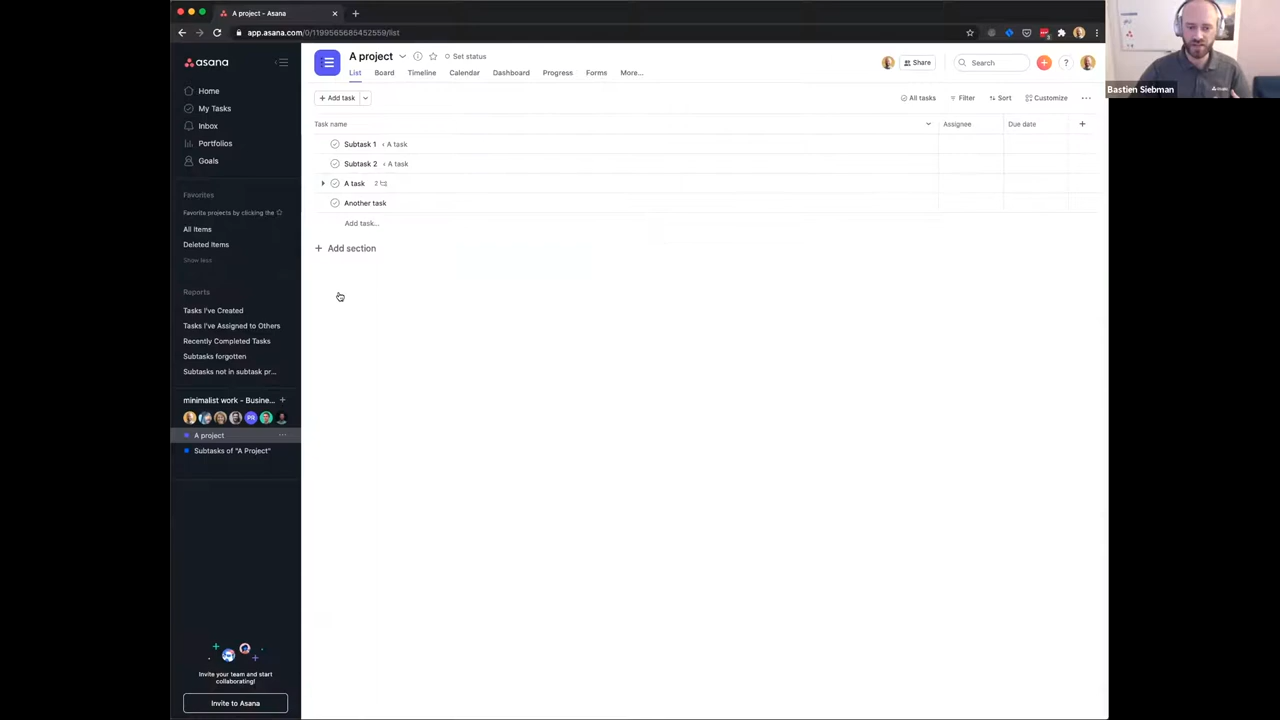 A project - Asana
app.asana.com/0/1199565685452559/list
Bastien Siebman
asana
Home
My Tasks
Inbox
Portfolios
Goals
Favorites
Favorite projects by clicking the
All Items
Deleted Items
Show less
Reports
Tasks I've Created
Tasks I've Assigned to Others
Recently Completed Tasks
Subtasks forgotten
Subtasks not in subtask pr...
minimalist work - Busine...
PR
A project
Subtasks of "A Project"
Invite your team and start
collaborating!
Invite to Asana
A project
Set status
List Board Timeline Calendar Dashboard Progress Forms More...
Share
Search
?
+ Add task
All tasks Filter Sort Customize
Task name Assignee Due date
Subtask 1 ‹ A task
Subtask 2 ‹ A task
A task 2
Another task
Add task...
+ Add section